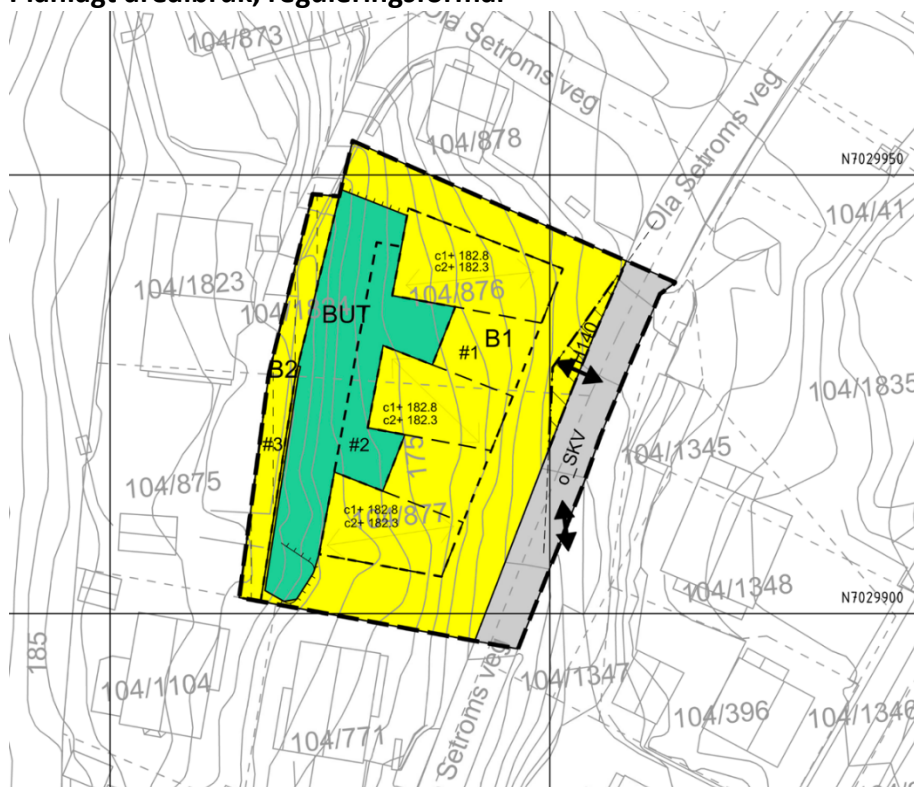 Planlagt arealbruk, reguleringsformål
104/873
Ola Setroms veg
104/878
Ola Setroms veg
N7029950
104/41
104/1823
c1+ 182.8
c2+ 182.3
104/876
BUT
B1
#1
H140
B2
104/1835
c1+ 182.8
c2+ 182.3
#3
#2
175
o_SKV
104/1345
104/875
c1+ 182.8
c2+ 182.3
104/877
104/1348
N7029900
185
104/1104
104/1347
104/771
Setroms veg
104/396
104/1346